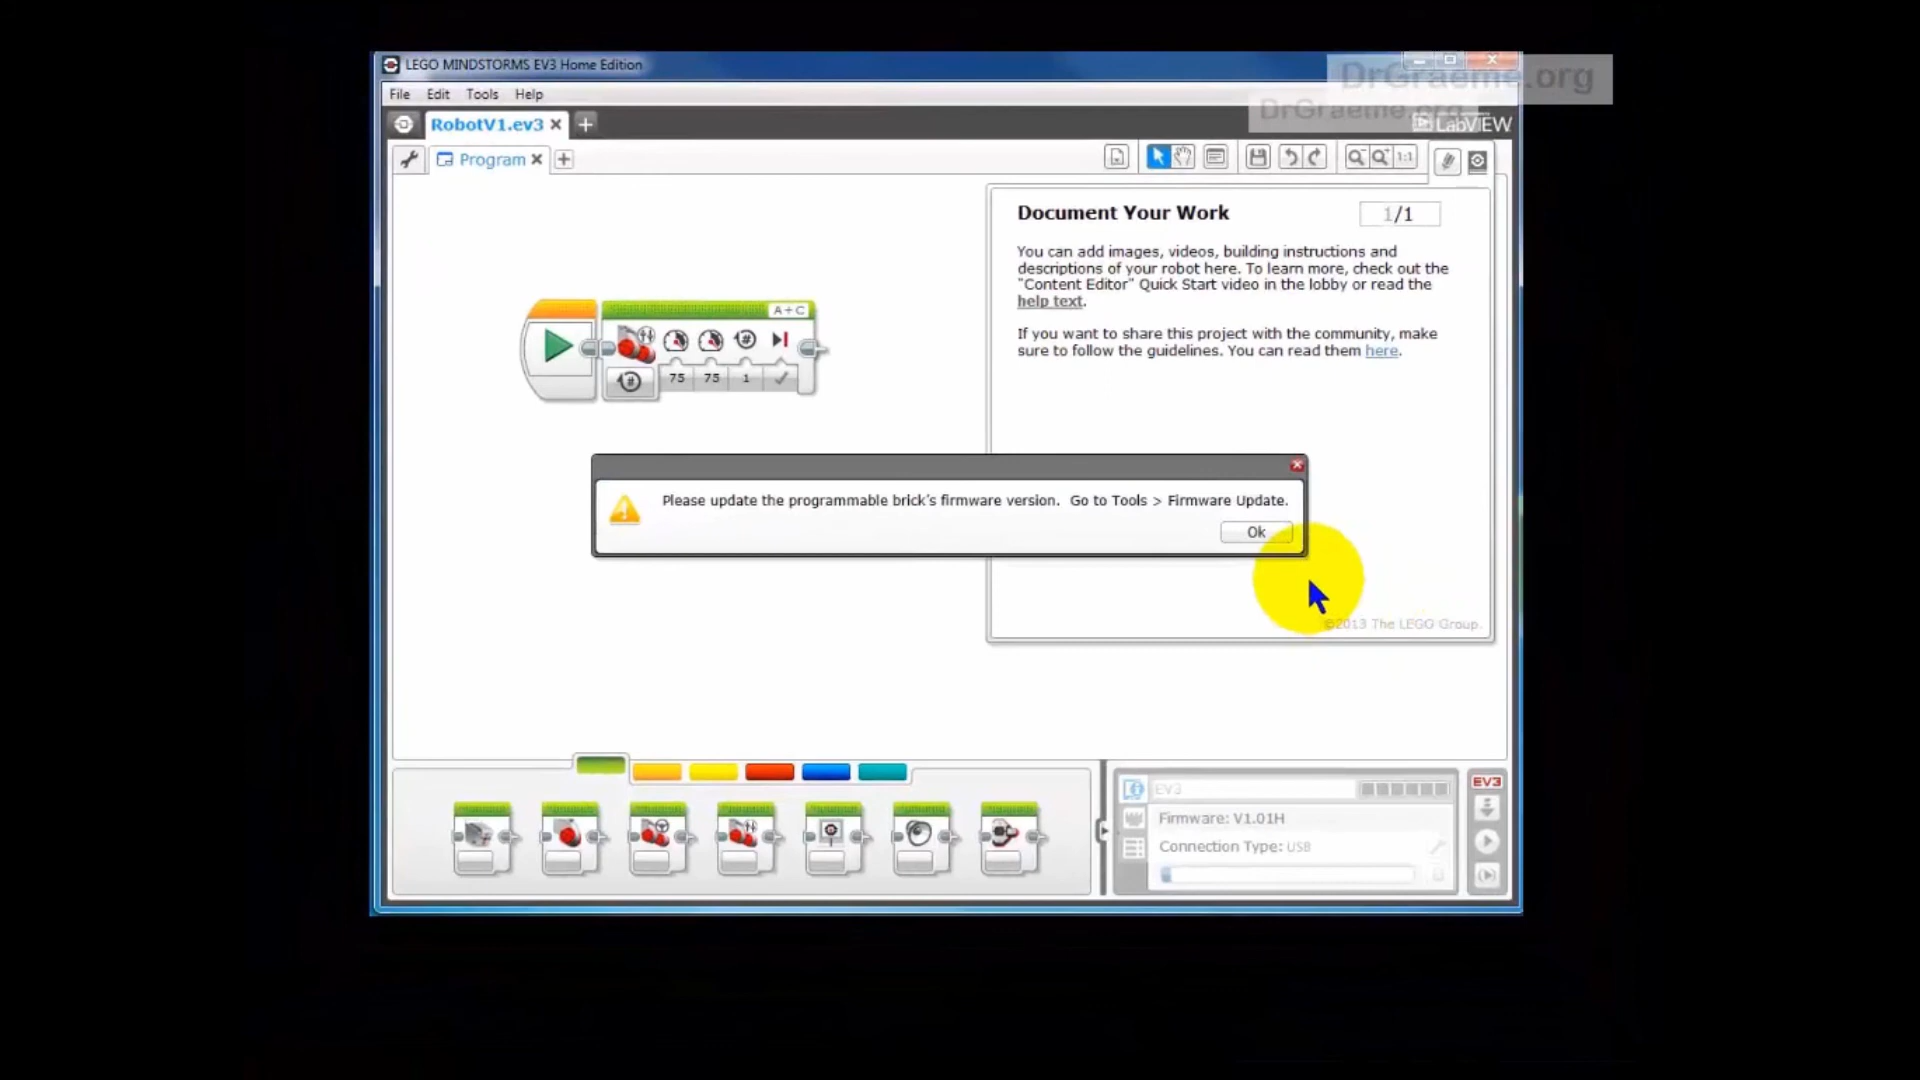 LEGO MINDSTORMS EV3 Home Edition
DrGraeme.org
File Edit Tools Help
DrGraeme.org
RobotV1.ev3
LabVIEW
Program
1:1
Document Your Work
1/1
You can add images, videos, building instructions and
descriptions of your robot here. To learn more, check out the
"Content Editor" Quick Start video in the lobby or read the
help text.
If you want to share this project with the community, make
sure to follow the guidelines. You can read them here.
A+C
#
# 75 75 1
Please update the programmable brick's firmware version. Go to Tools > Firmware Update.
Ok
©2013 The LEGO Group.
EV3
EV3
Firmware: V1.01H
Connection Type: USB